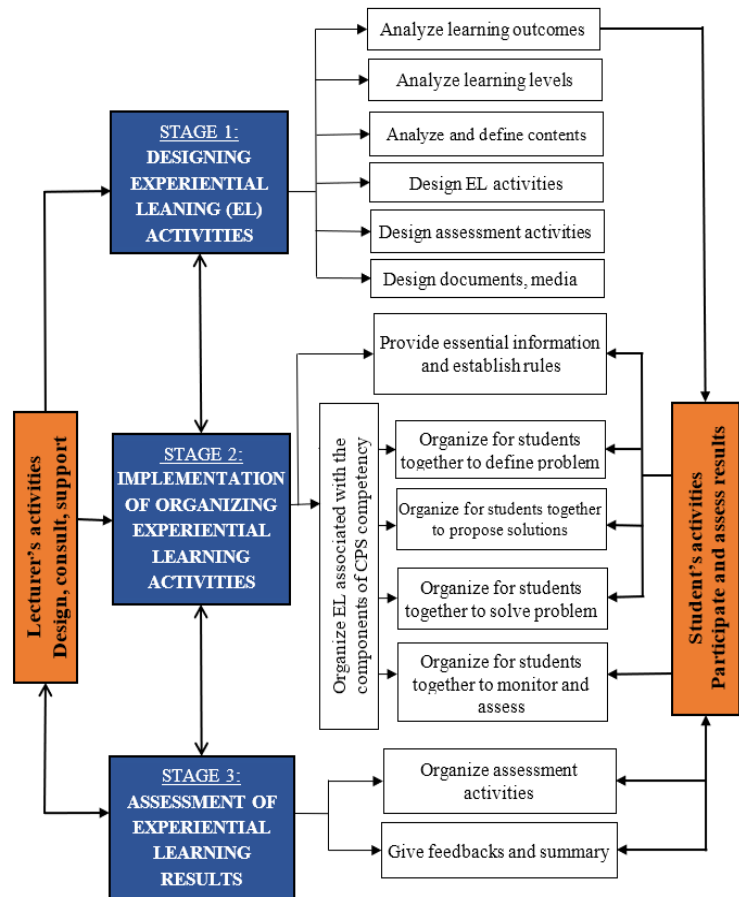 Analyze learning outcomes
Analyze learning levels
Analyze and define contents
Design EL activities
Design assessment activities
Design documents, media
STAGE 1:
DESIGNING
EXPERIENTIAL
LEANING (EL)
ACTIVITIES
Provide essential information
and establish rules
Lecturer's activities
Design, consult, support
STAGE 2:
IMPLEMENTATION
OF ORGANIZING
EXPERIENTIAL
LEARNING
ACTIVITIES
Organize EL associated with the
components of CPS competency
Organize for students
together to define problem
Organize for students together
to propose solutions
Organize for students
together to solve problem
Organize for students
together to monitor and
assess
Student's activities
Participate and assess results
STAGE 3:
ASSESSMENT OF
EXPERIENTIAL
LEARNING
RESULTS
Organize assessment
activities
Give feedbacks and summary